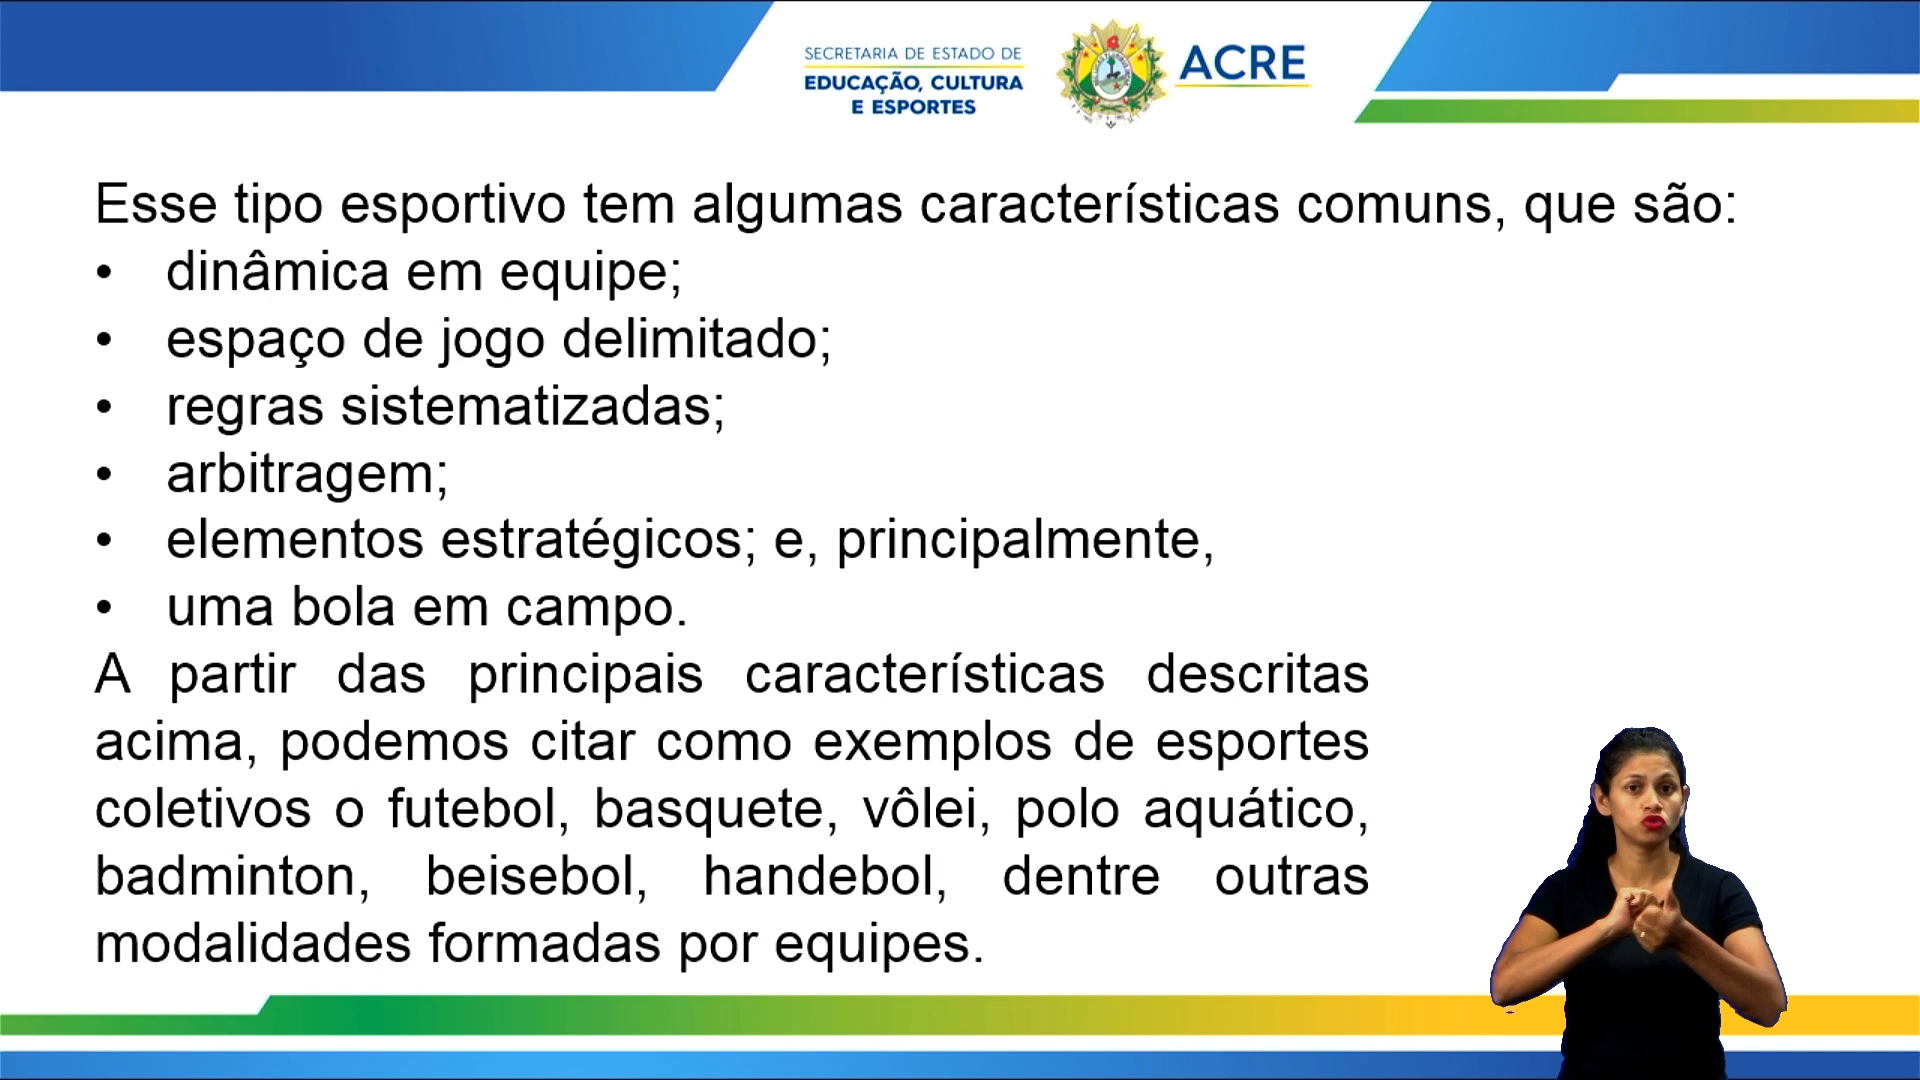 SECRETARIA DE ESTADO DE
EDUCAÇÃO, CULTURA
E ESPORTES
ACRE
Esse tipo esportivo tem algumas características comuns, que são:
• dinâmica em equipe;
• espaço de jogo delimitado;
• regras sistematizadas;
• arbitragem;
• elementos estratégicos; e, principalmente,
• uma bola em campo.
A partir das principais características descritas
acima, podemos citar como exemplos de esportes
coletivos o futebol, basquete, vôlei, polo aquático,
badminton, beisebol, handebol, dentre outras
modalidades formadas por equipes.